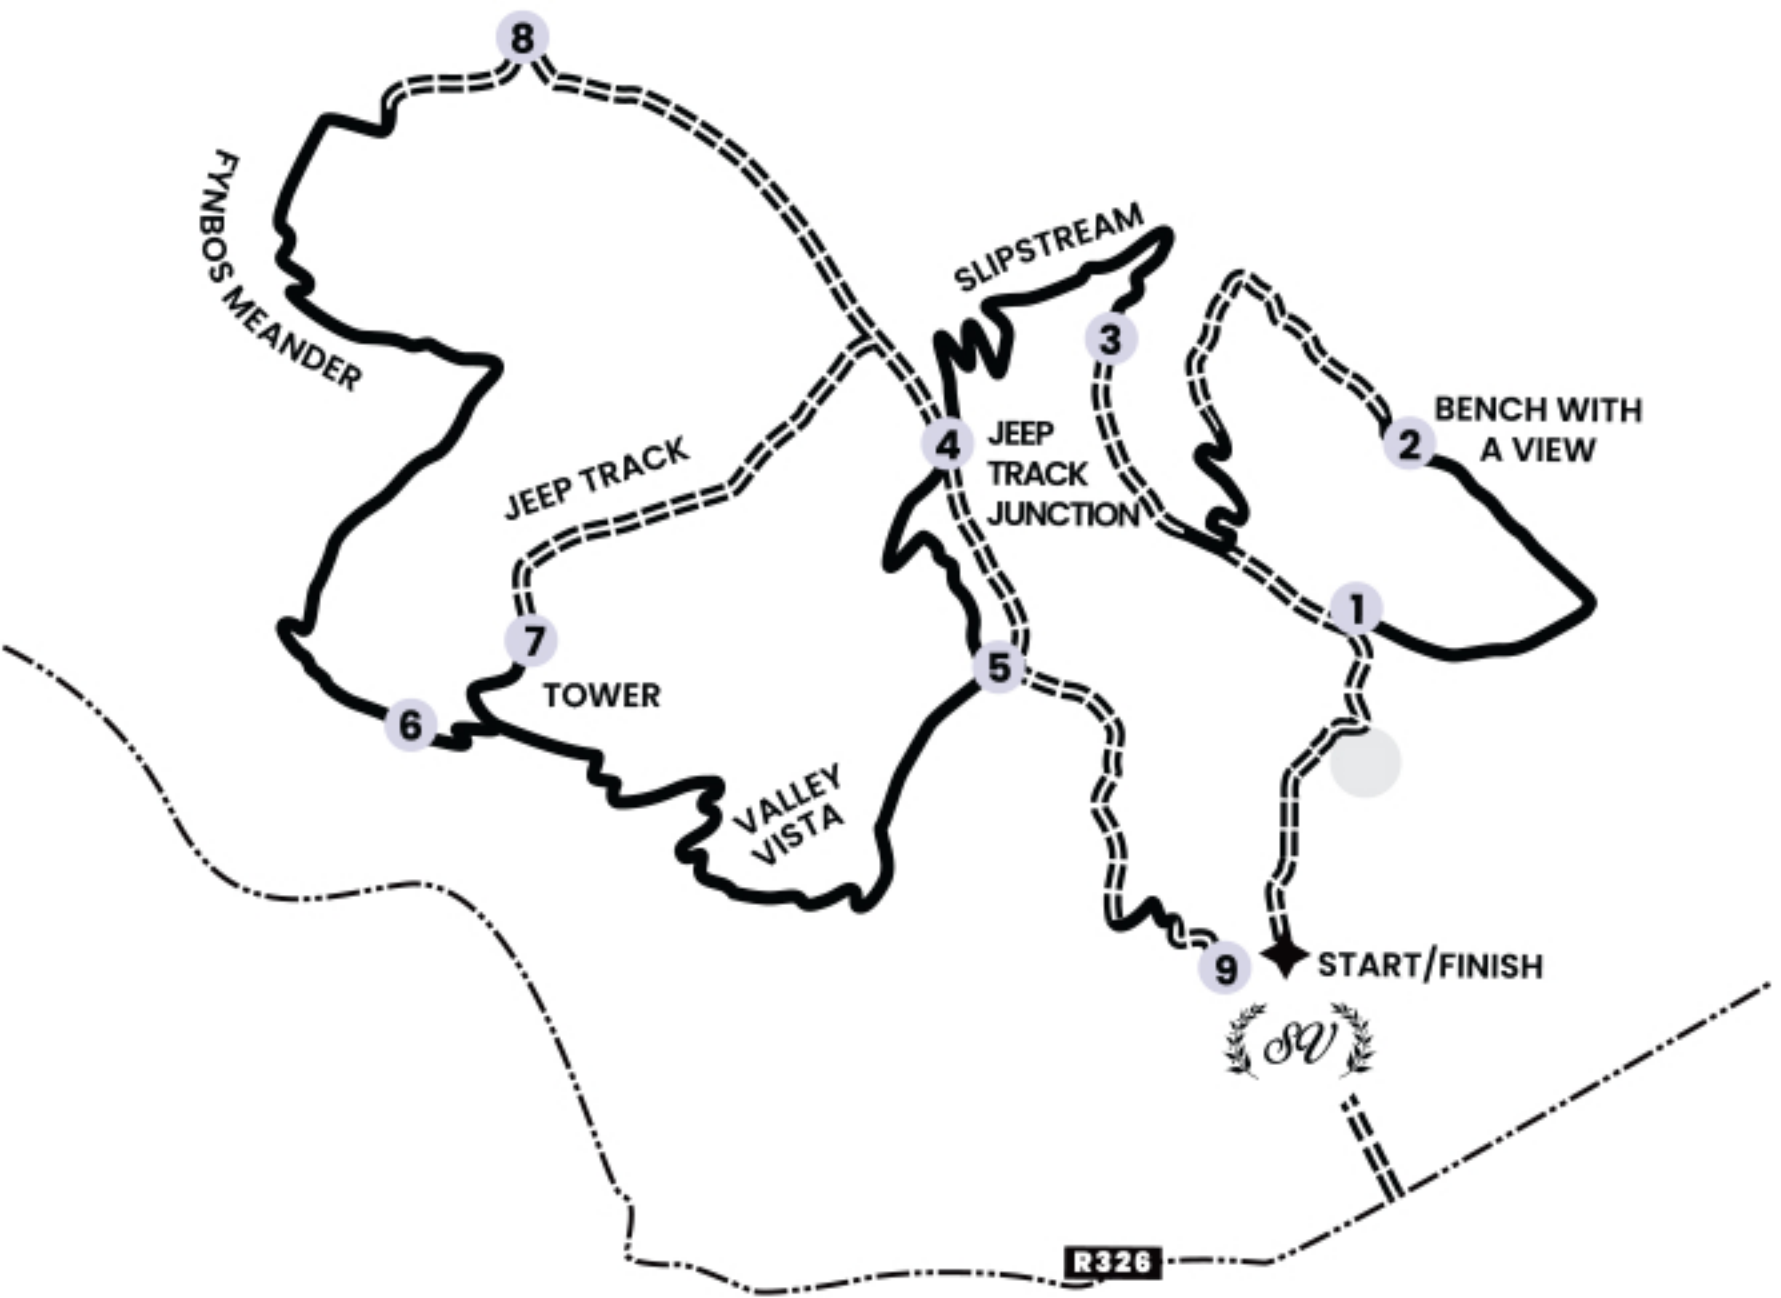 8
FYNBOS MEANDER
SLIPSTREAM
3
BENCH WITH
A VIEW
2
4
JEEP
TRACK
JUNCTION
JEEP TRACK
1
7
TOWER
5
6
VALLEY
VISTA
9
START/FINISH
SV
R326